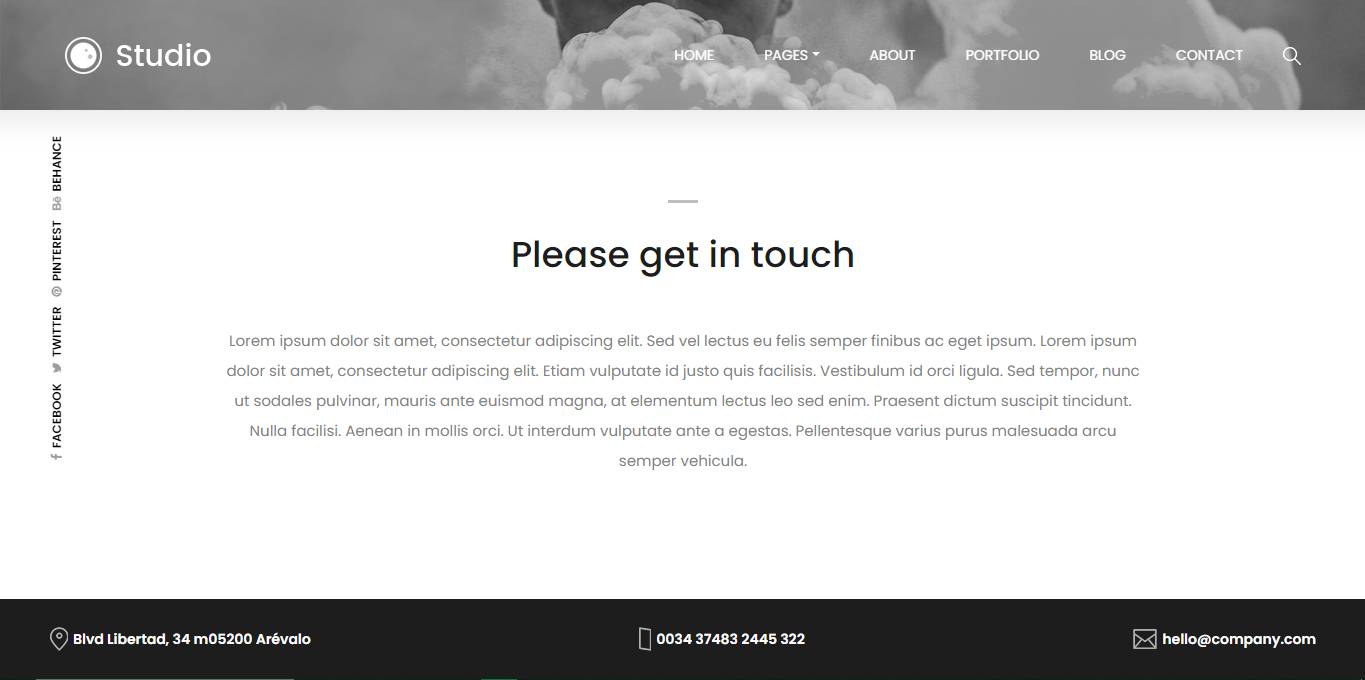 Studio
HOME PAGES ABOUT PORTFOLIO BLOG CONTACT
BEHANCE
PINTEREST
TWITTER
FACEBOOK
Please get in touch
Lorem ipsum dolor sit amet, consectetur adipiscing elit. Sed vel lectus eu felis semper finibus ac eget ipsum. Lorem ipsum
dolor sit amet, consectetur adipiscing elit. Etiam vulputate id justo quis facilisis. Vestibulum id orci ligula. Sed tempor, nunc
ut sodales pulvinar, mauris ante euismod magna, at elementum lectus leo sed enim. Praesent dictum suscipit tincidunt.
Nulla facilisi. Aenean in mollis orci. Ut interdum vulputate ante a egestas. Pellentesque varius purus malesuada arcu
semper vehicula.
Blvd Libertad, 34 m05200 Arévalo
0034 37483 2445 322
hello@company.com